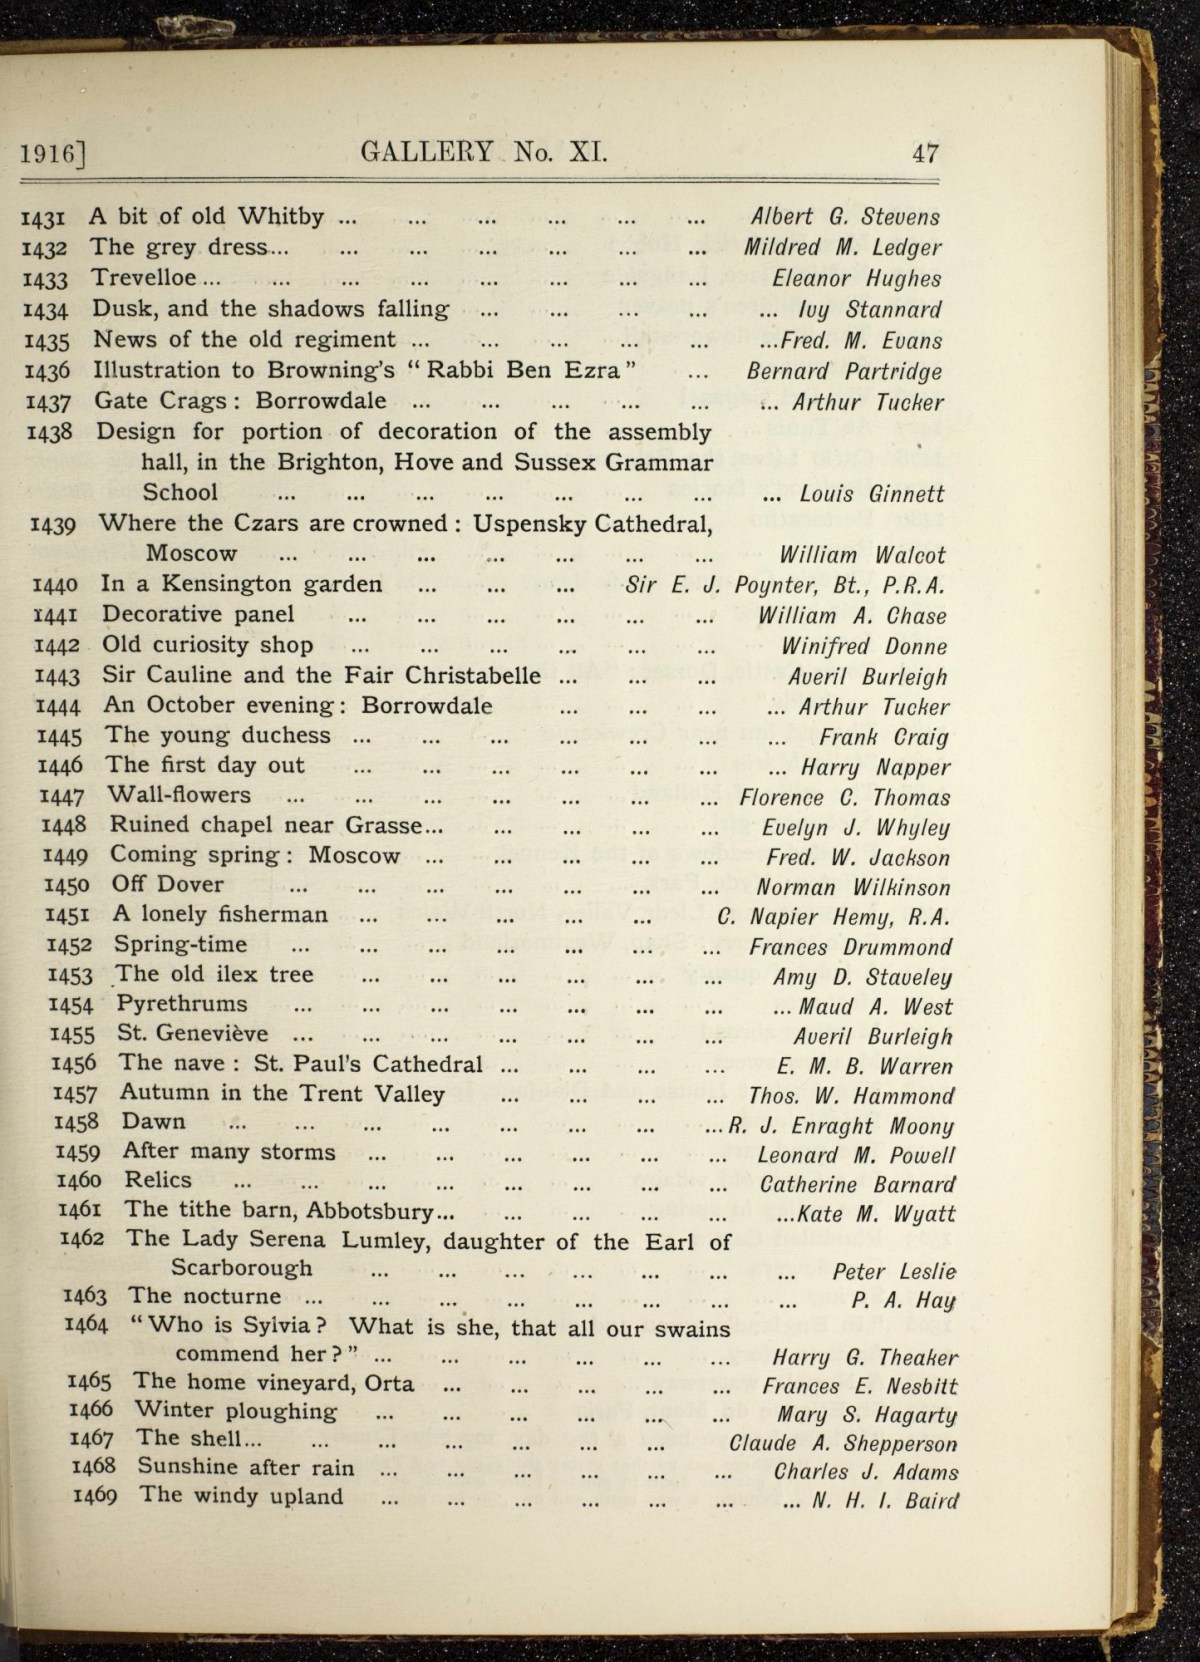 1916] GALLERY No. XI. 47
1431 A bit of old Whitby ... ... ... ... ... ... Albert G. Stevens
1432 The grey dress... ... ... ... ... ... ... Mildred M. Ledger
1433 Trevelloe ... ... ... ... ... ... ... ... Eleanor Hughes
1434 Dusk, and the shadows falling ... ... ... ... ... Ivy Stannard
1435 News of the old regiment ... ... ... ... ... ...Fred. M. Evans
1436 Illustration to Browning's “Rabbi Ben Ezra” ... Bernard Partridge
1437 Gate Crags : Borrowdale ... ... ... ... ... ... Arthur Tucker
1438 Design for portion of decoration of the assembly
hall, in the Brighton, Hove and Sussex Grammar
School ... ... ... ... ... ... ... ... Louis Ginnett
1439 Where the Czars are crowned : Uspensky Cathedral,
Moscow ... ... ... ... ... ... ... William Walcot
1440 In a Kensington garden ... ... ... Sir E. J. Poynter, Bt., P.R.A.
1441 Decorative panel ... ... ... ... ... ... William A. Chase
1442 Old curiosity shop ... ... ... ... ... ... Winifred Donne
1443 Sir Cauline and the Fair Christabelle ... ... ... Averil Burleigh
1444 An October evening : Borrowdale ... ... ... ... Arthur Tucker
1445 The young duchess ... ... ... ... ... ... ... Frank Craig
1446 The first day out ... ... ... ... ... ... ... Harry Napper
1447 Wall-flowers ... ... ... ... ... ... ... Florence C. Thomas
1448 Ruined chapel near Grasse... ... ... ... ... Evelyn J. Whyley
1449 Coming spring : Moscow ... ... ... ... ... Fred. W. Jackson
1450 Off Dover ... ... ... ... ... ... ... Norman Wilkinson
1451 A lonely fisherman ... ... ... ... ... C. Napier Hemy, R.A.
1452 Spring-time ... ... ... ... ... ... ... Frances Drummond
1453 The old ilex tree ... ... ... ... ... ... Amy D. Staveley
1454 Pyrethrums ... ... ... ... ... ... ... ... Maud A. West
1455 St. Geneviève ... ... ... ... ... ... ... Averil Burleigh
1456 The nave : St. Paul's Cathedral ... ... ... ... E. M. B. Warren
1457 Autumn in the Trent Valley ... ... ... ... Thos. W. Hammond
1458 Dawn ... ... ... ... ... ... ... ... R. J. Enraght Moony
1459 After many storms ... ... ... ... ... ... Leonard M. Powell
1460 Relics ... ... ... ... ... ... ... ... Catherine Barnard
1461 The tithe barn, Abbotsbury... ... ... ... ... ...Kate M. Wyatt
1462 The Lady Serena Lumley, daughter of the Earl of
Scarborough ... ... ... ... ... ... ... Peter Leslie
1463 The nocturne ... ... ... ... ... ... ... ... P. A. Hay
1464 “Who is Sylvia? What is she, that all our swains
commend her?” ... ... ... ... ... ... Harry G. Theaker
1465 The home vineyard, Orta ... ... ... ... ... Frances E. Nesbitt
1466 Winter ploughing ... ... ... ... ... ... Mary S. Hagarty
1467 The shell... ... ... ... ... ... ... Claude A. Shepperson
1468 Sunshine after rain ... ... ... ... ... ... Charles J. Adams
1469 The windy upland ... ... ... ... ... ... ... N. H. I. Baird